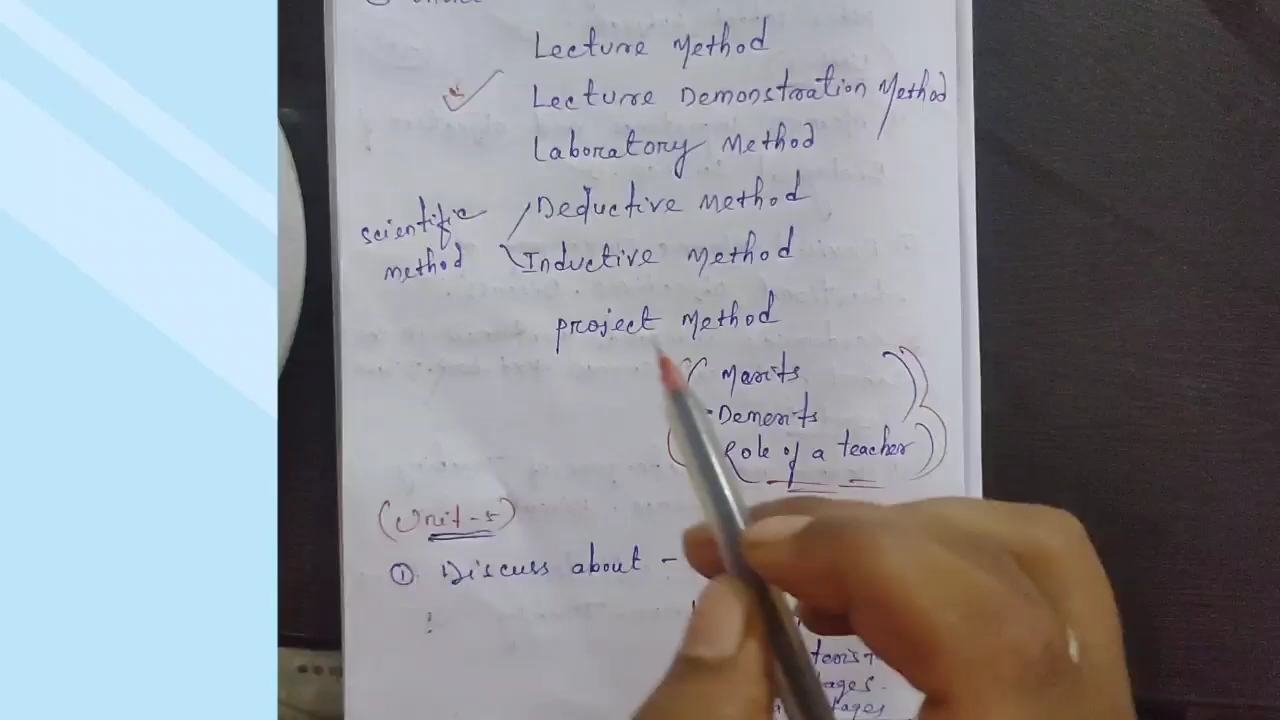 Lecture Method
Lecture Demonstration Method
Laboratory Method
scientific method
Deductive Method
Inductive Method
project Method
Merits
Demerits
Role of a teacher
(Unit-5)
① Discuss about -